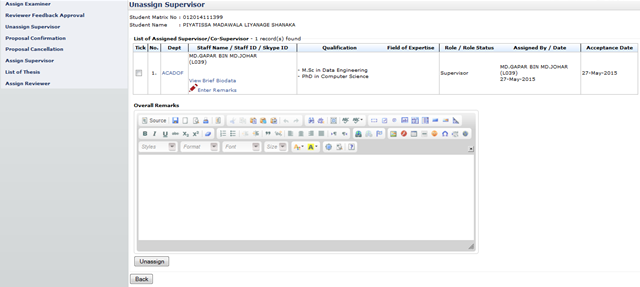 Assign Examiner
Reviewer Feedback Approval
Unassign Supervisor
Proposal Confirmation
Proposal Cancellation
Assign Supervisor
List of Thesis
Assign Reviewer
Unassign Supervisor
Student Matrix No : 012014111399
Student Name : PIYATISSA MADAWALA LIYANAGE SHANAKA
List of Assigned Supervisor/Co-Supervisor - 1 record(s) found
Tick No. Dept Staff Name / Staff ID / Skype ID Qualification Field of Expertise Role / Role Status Assigned By / Date Acceptance Date
1. ACADOF
MD.GAPAR BIN MD.JOHAR
(L039)
View Brief Biodata
Enter Remarks
- M.Sc in Data Engineering
- PhD in Computer Science
Supervisor
MD.GAPAR BIN MD.JOHAR
(L039)
27-May-2015
27-May-2015
Overall Remarks
Source
B I U abc X₂ X²
Styles Format Font Size
Unassign
Back